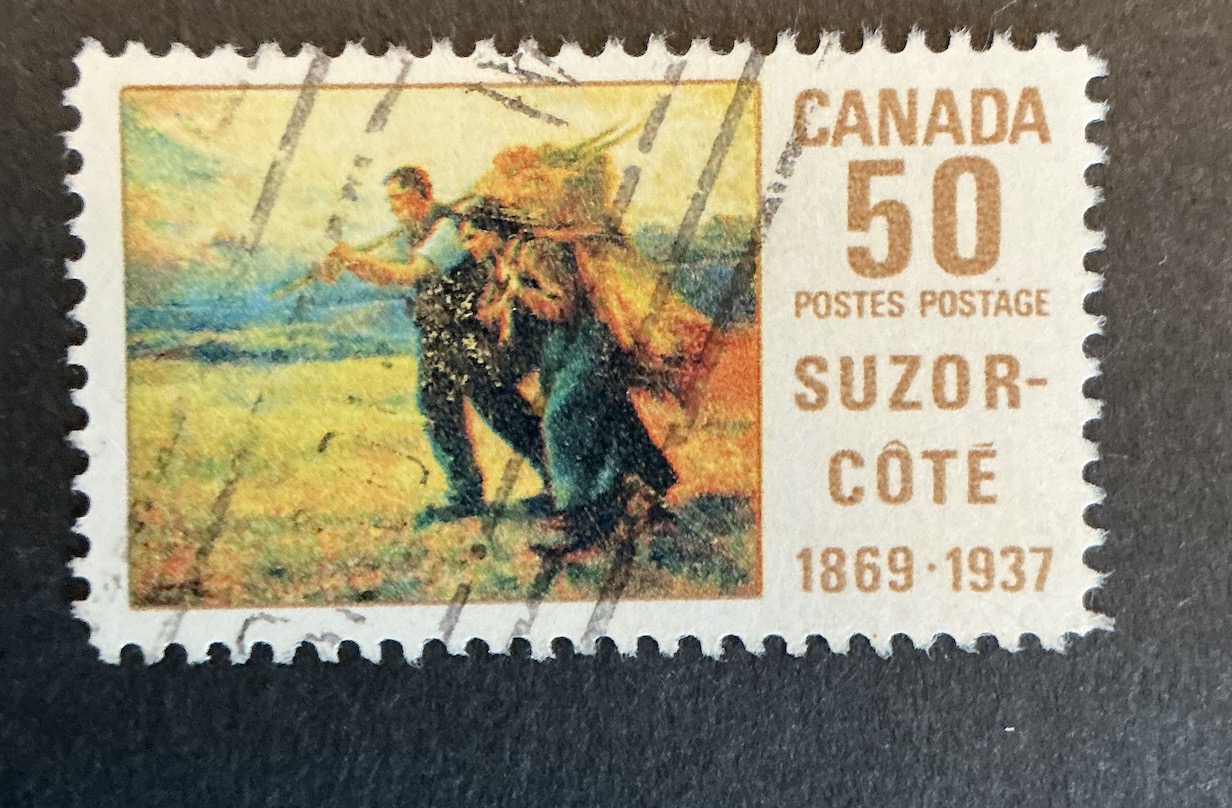 CANADA
50
POSTES POSTAGE
SUZOR-
CÔTÉ
1869·1937